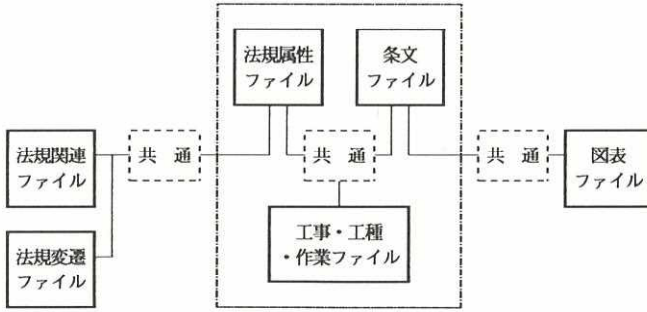 法規属性
ファイル
条文
ファイル
法規関連
ファイル
共 通
共 通
共 通
図表
ファイル
法規変遷
ファイル
工事・工種
・作業ファイル